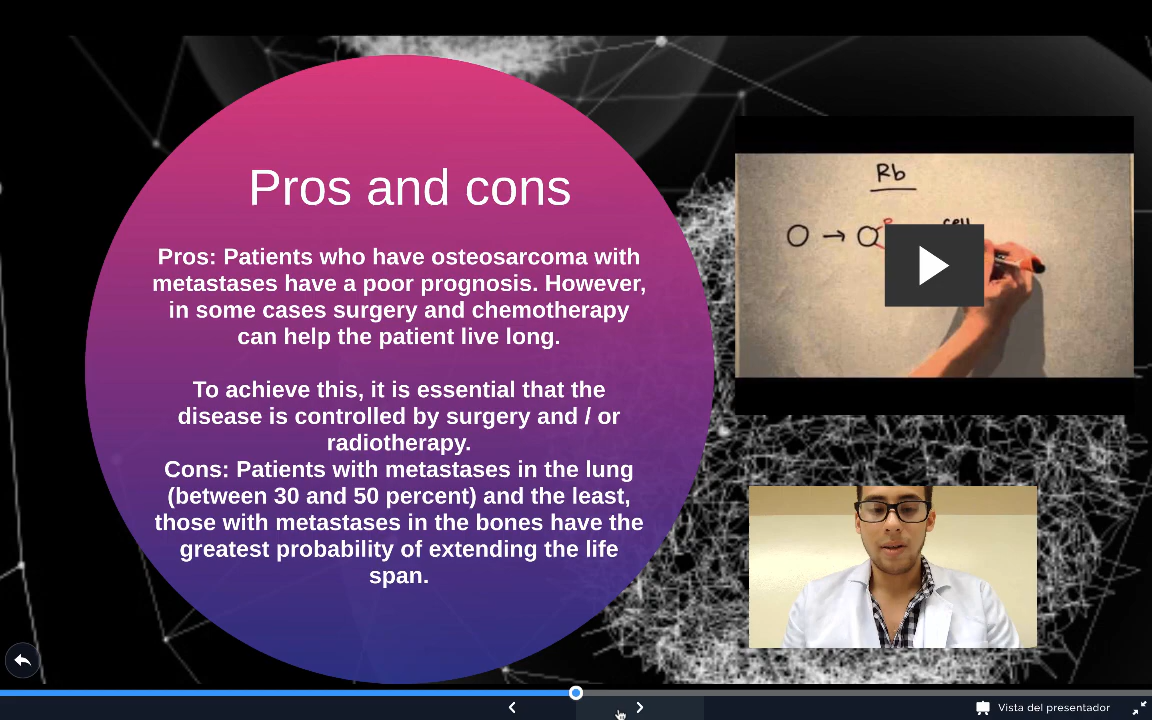 Pros and cons
Pros: Patients who have osteosarcoma with
metastases have a poor prognosis. However,
in some cases surgery and chemotherapy
can help the patient live long.
To achieve this, it is essential that the
disease is controlled by surgery and / or
radiotherapy.
Cons: Patients with metastases in the lung
(between 30 and 50 percent) and the least,
those with metastases in the bones have the
greatest probability of extending the life
span.
Rb
cell
Vista del presentador